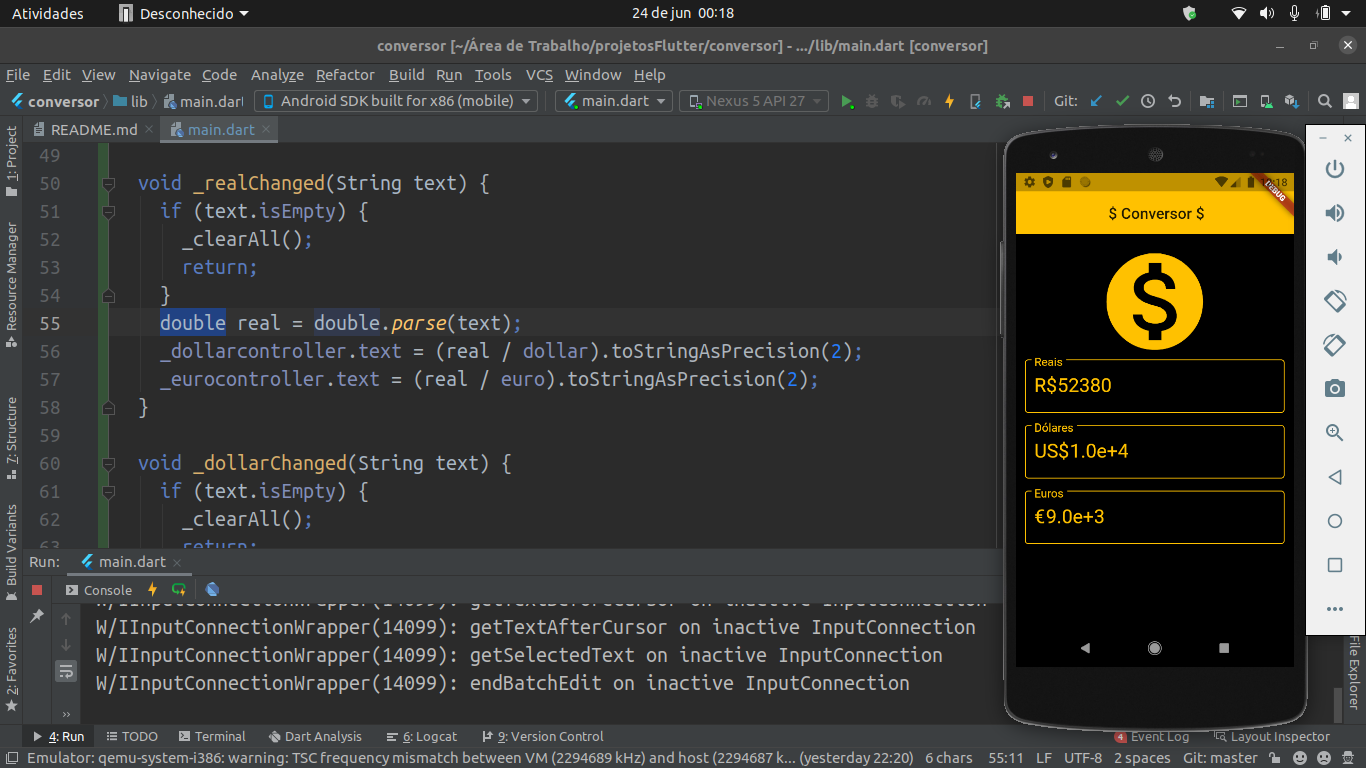 Atividades
Desconhecido
24 de jun 00:18
conversor [~/Área de Trabalho/projetosFlutter/conversor] - .../lib/main.dart [conversor]
File Edit View Navigate Code Analyze Refactor Build Run Tools VCS Window Help
conversor lib main.dart Android SDK built for x86 (mobile) main.dart Nexus 5 API 27 Git:
README.md main.dart
1: Project
Resource Manager
7: Structure
Build Variants
2: Favorites
49
50 void _realChanged(String text) {
51 if (text.isEmpty) {
52 _clearAll();
53 return;
54 }
55 double real = double.parse(text);
56 _dollarcontroller.text = (real / dollar).toStringAsPrecision(2);
57 _eurocontroller.text = (real / euro).toStringAsPrecision(2);
58 }
59
60 void _dollarChanged(String text) {
61 if (text.isEmpty) {
62 _clearAll();
63 return;
DEBUG
$ Conversor $
$
Reais
R$52380
Dólares
US$1.0e+4
Euros
€9.0e+3
Run: main.dart
Console
W/IInputConnectionWrapper(14099): getTextBeforeCursor on inactive InputConnection
W/IInputConnectionWrapper(14099): getTextAfterCursor on inactive InputConnection
W/IInputConnectionWrapper(14099): getSelectedText on inactive InputConnection
W/IInputConnectionWrapper(14099): endBatchEdit on inactive InputConnection
File Explorer
4: Run TODO Terminal Dart Analysis 6: Logcat 9: Version Control 4 Event Log Layout Inspector
Emulator: qemu-system-i386: warning: TSC frequency mismatch between VM (2294689 kHz) and host (2294687 k... (yesterday 22:20) 6 chars 55:11 LF UTF-8 2 spaces Git: master